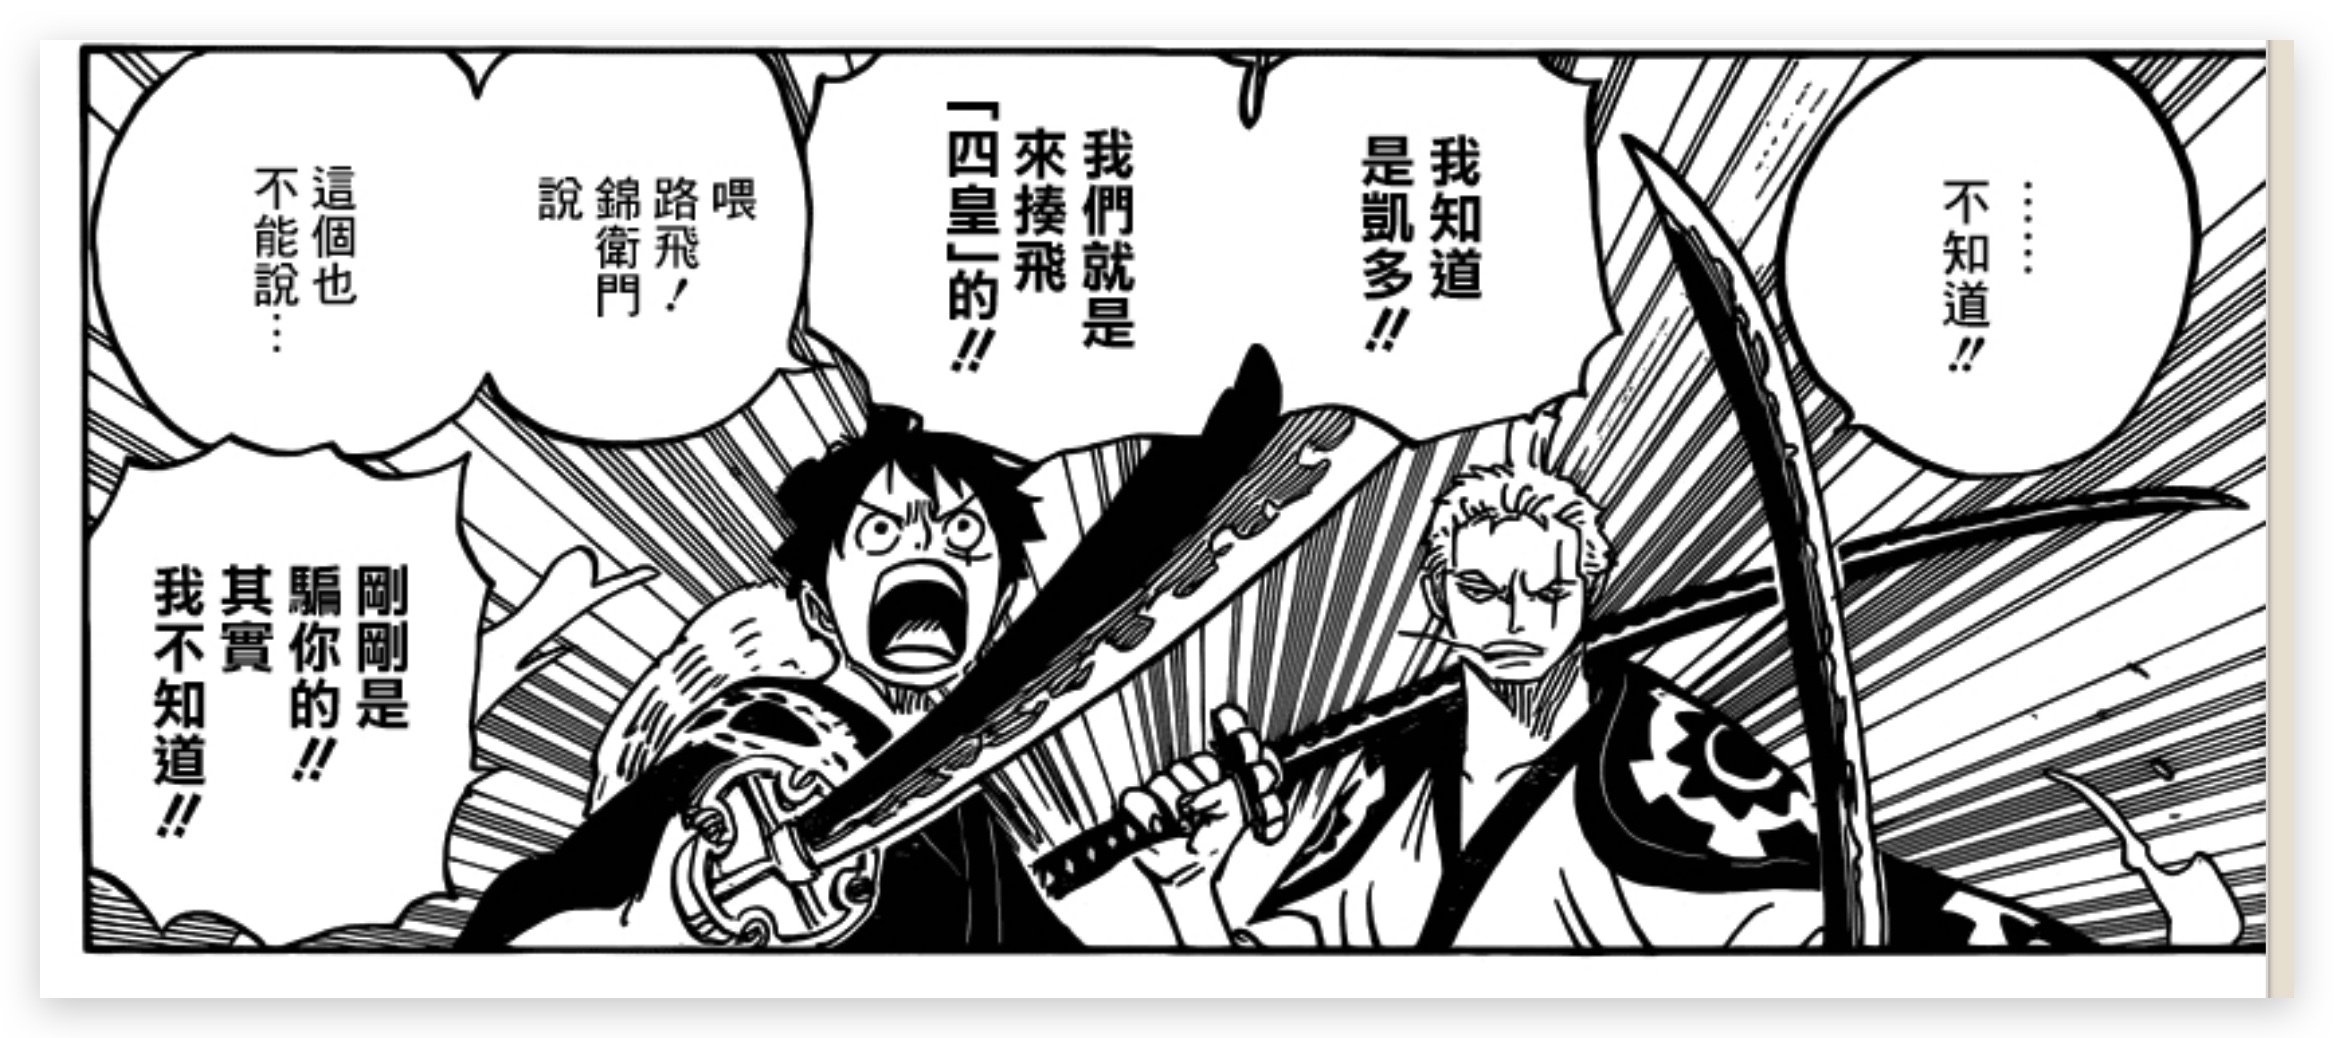 ……
不知道!!
我知道
是凱多!!
我們就是
來揍飛
「四皇」的!!
喂
路飛!
錦衛門
說
這個也
不能說…
剛剛是
騙你的!!
其實
我不知道!!